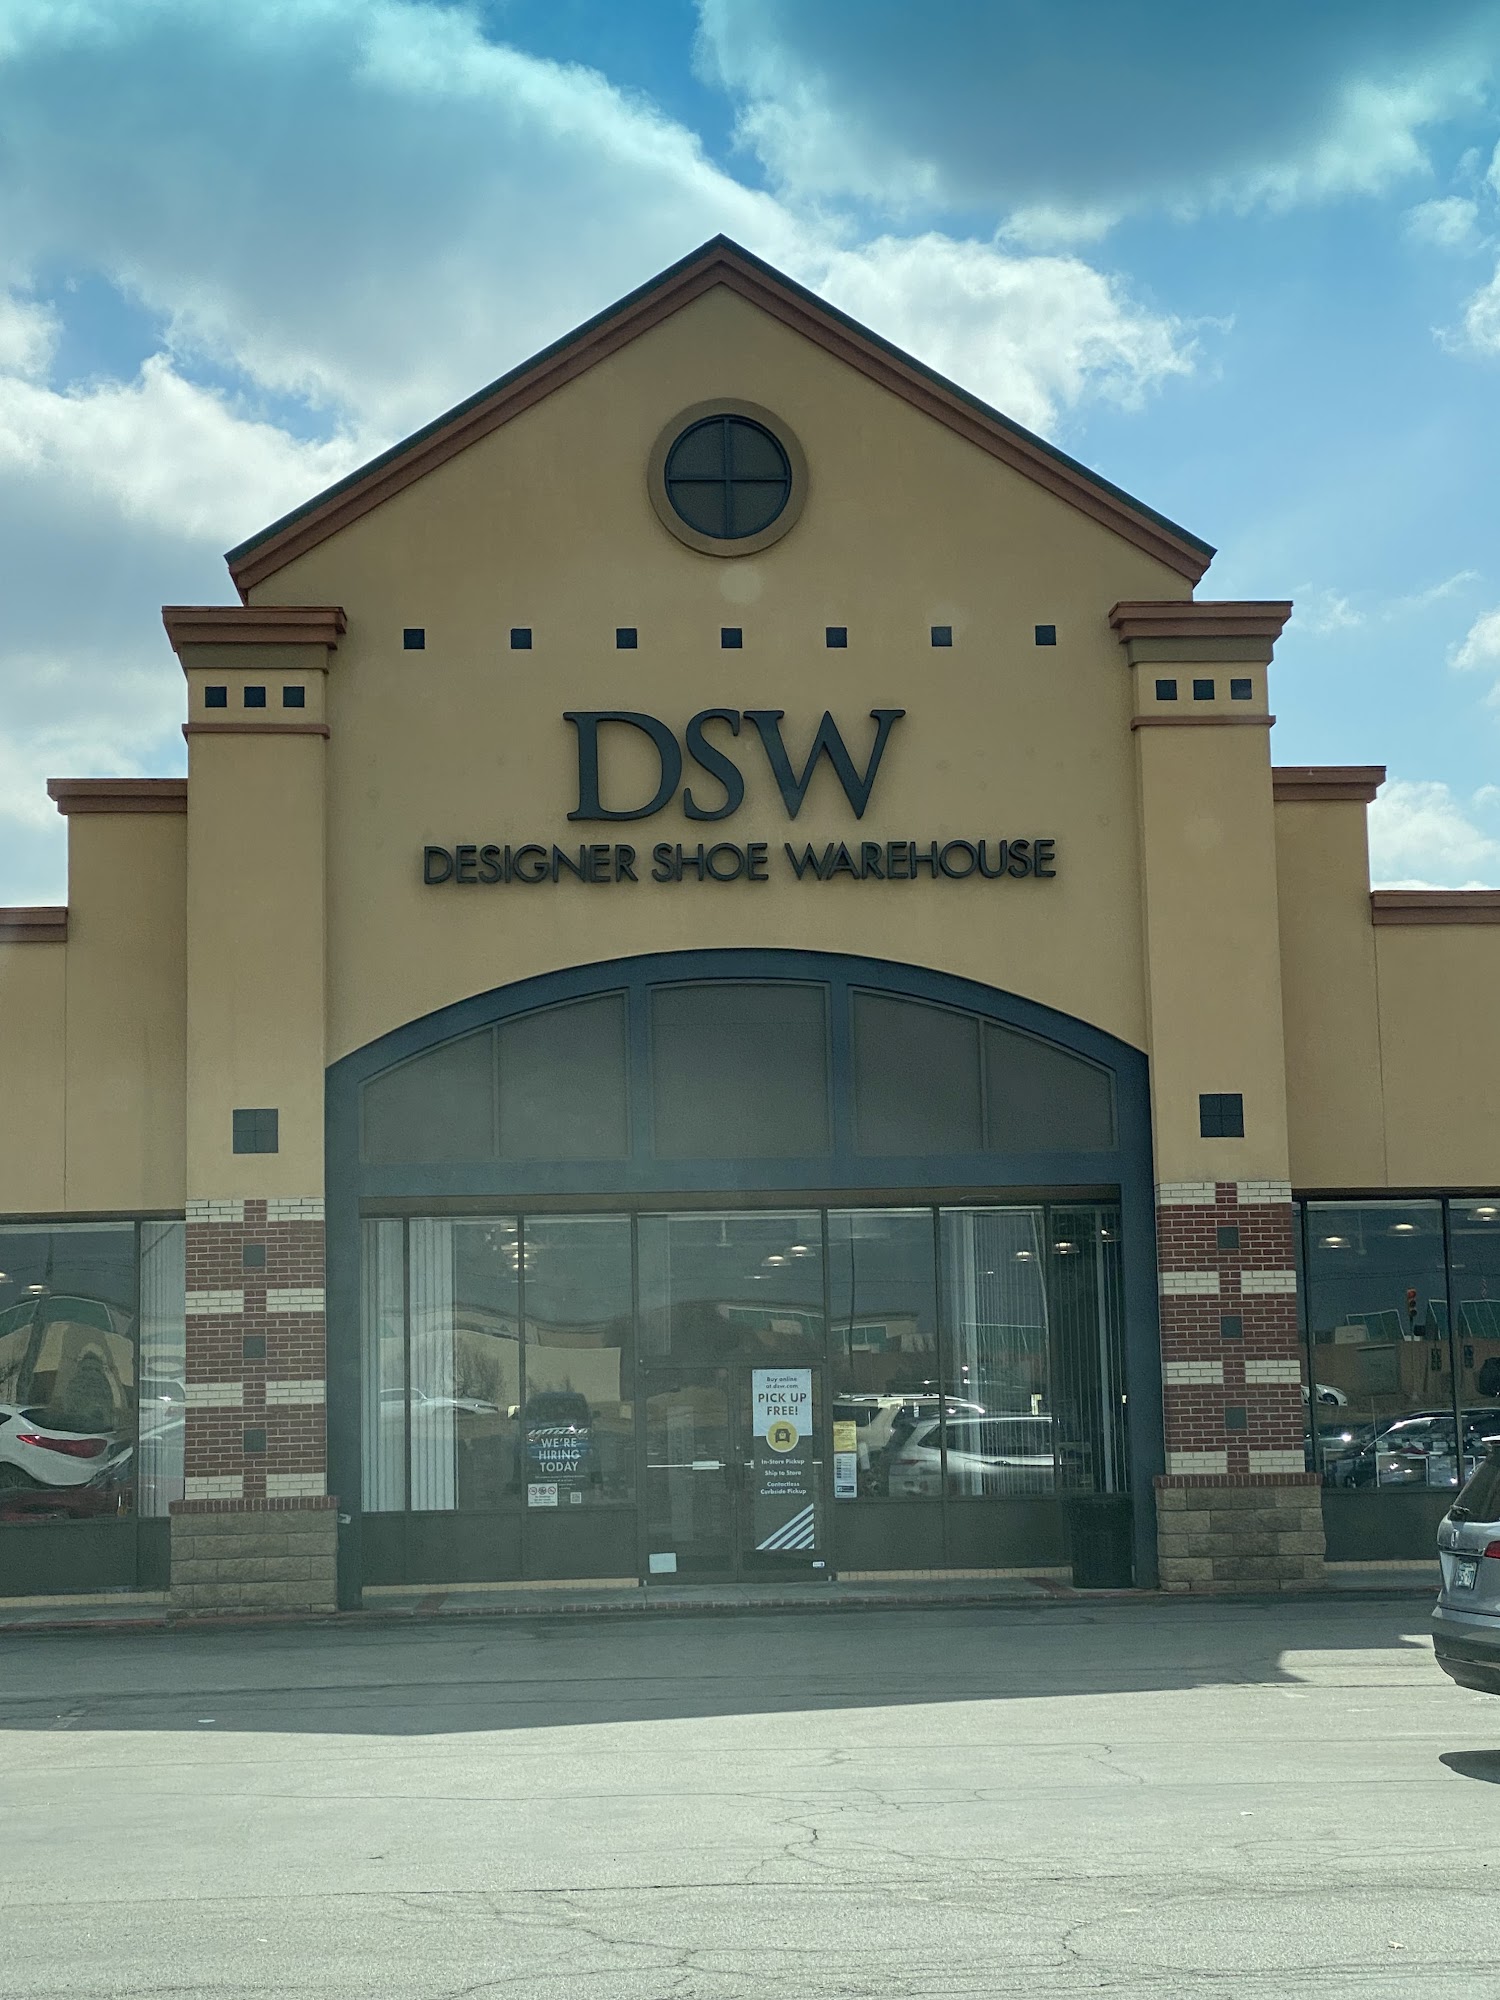 DSW
DESIGNER SHOE WAREHOUSE
Buy online
at dsw.com
PICK UP
FREE!
In-Store Pickup
Ship to Store
Contactless
Curbside Pickup
WE'RE
HIRING
TODAY